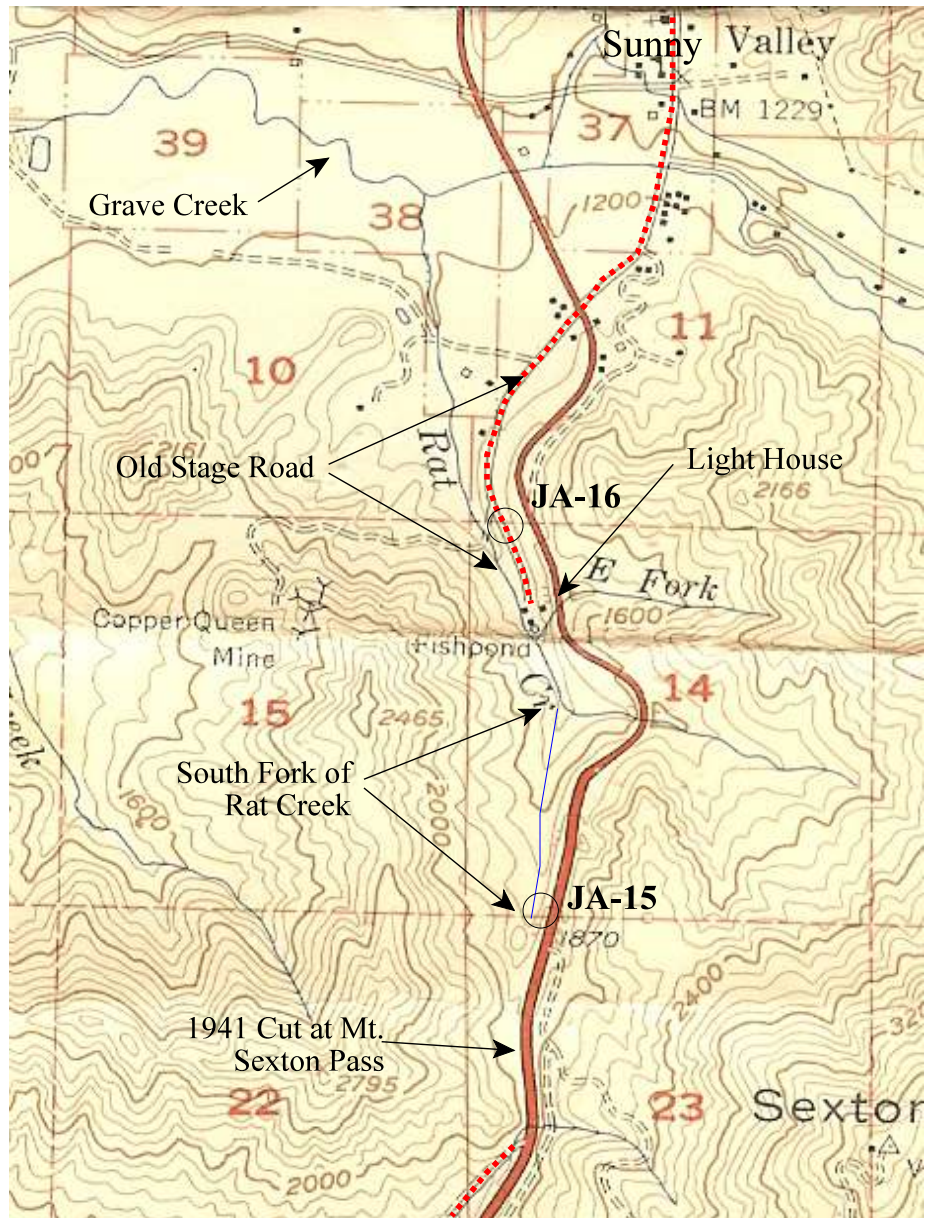 Sunny Valley
BM 1229
39
37
Grave Creek
38
1200
11
10
Rat
2161
Old Stage Road
Light House
JA-16
2166
E Fork
Copper Queen
Mine
1600
Fishpond
Cr.
14
15
2465
South Fork of
Rat Creek
1600
2000
JA-15
1870
2400
1941 Cut at Mt.
Sexton Pass
2795
22
23
Sexton
2000